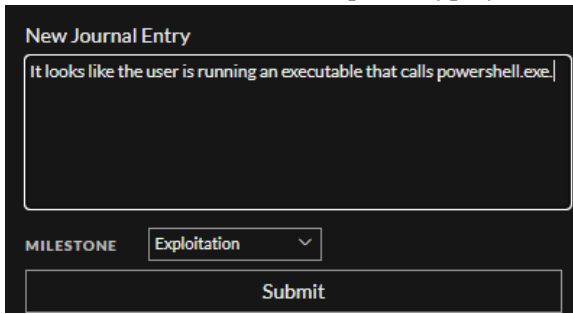 New Journal Entry
It looks like the user is running an executable that calls powershell.exe.
MILESTONE Exploitation
Submit